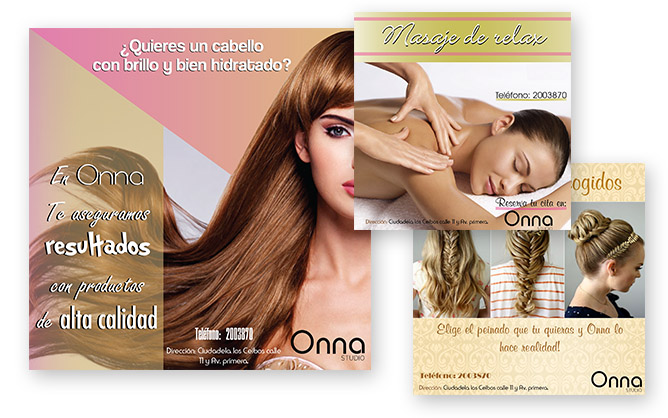 ¿Quieres un cabello
con brillo y bien hidratado?
En Onna
Te aseguramos
resultados
con productos
de alta calidad
Teléfono: 2003870
Dirección: Ciudadela los Ceibos calle
11 y Av. primera.
Onna
STUDIO
Masaje de relax
Teléfono: 2003870
Reserva tu cita en:
Onna
Dirección: Ciudadela los Ceibos calle 11 y Av. primera.
Elige el peinado que tu quieras y Onna lo
hace realidad!
Teléfono: 2003870
Dirección: Ciudadela los Ceibos calle 11 y Av. primera.
Onna
STUDIO